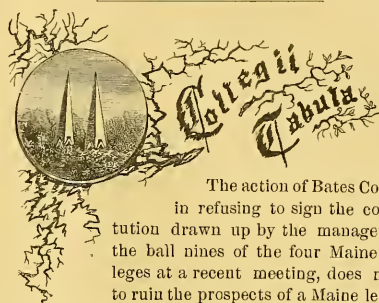 Collegii
Tabula
The action of Bates Co
in refusing to sign the co
tution drawn up by the manage
the ball nines of the four Maine
leges at a recent meeting, does
to ruin the prospects of a Maine le